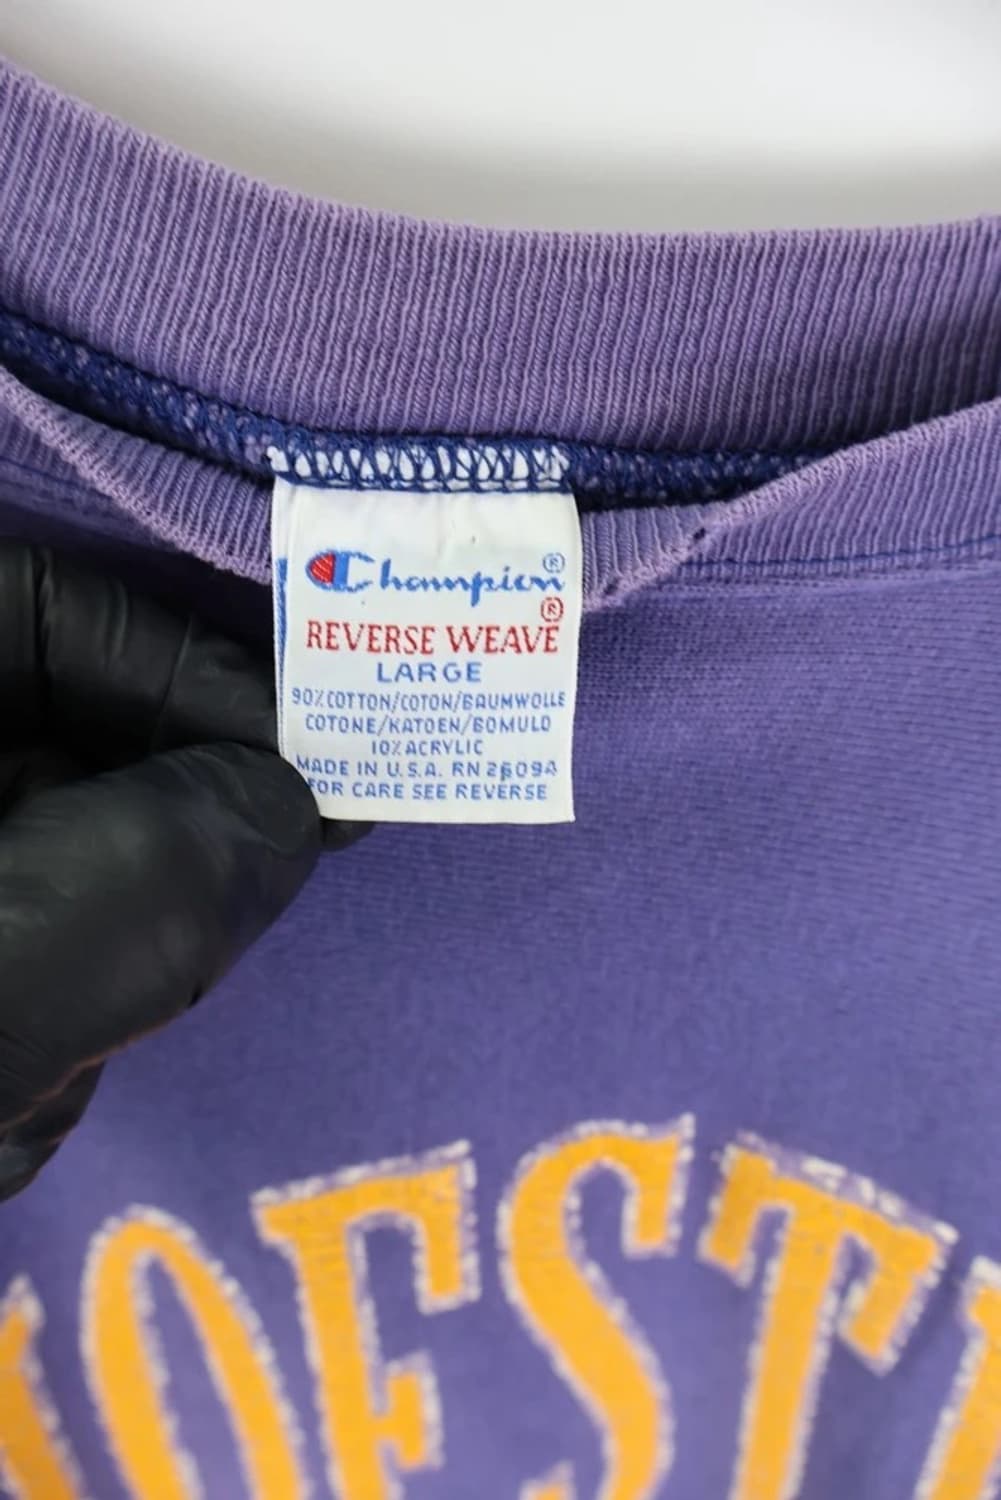 Champion®
®
REVERSE WEAVE
LARGE
90% COTTON/COTON/BAUMWOLLE
COTONE/KATOEN/BOMULD
10% ACRYLIC
MADE IN U.S.A. RN 26094
FOR CARE SEE REVERSE
OEST